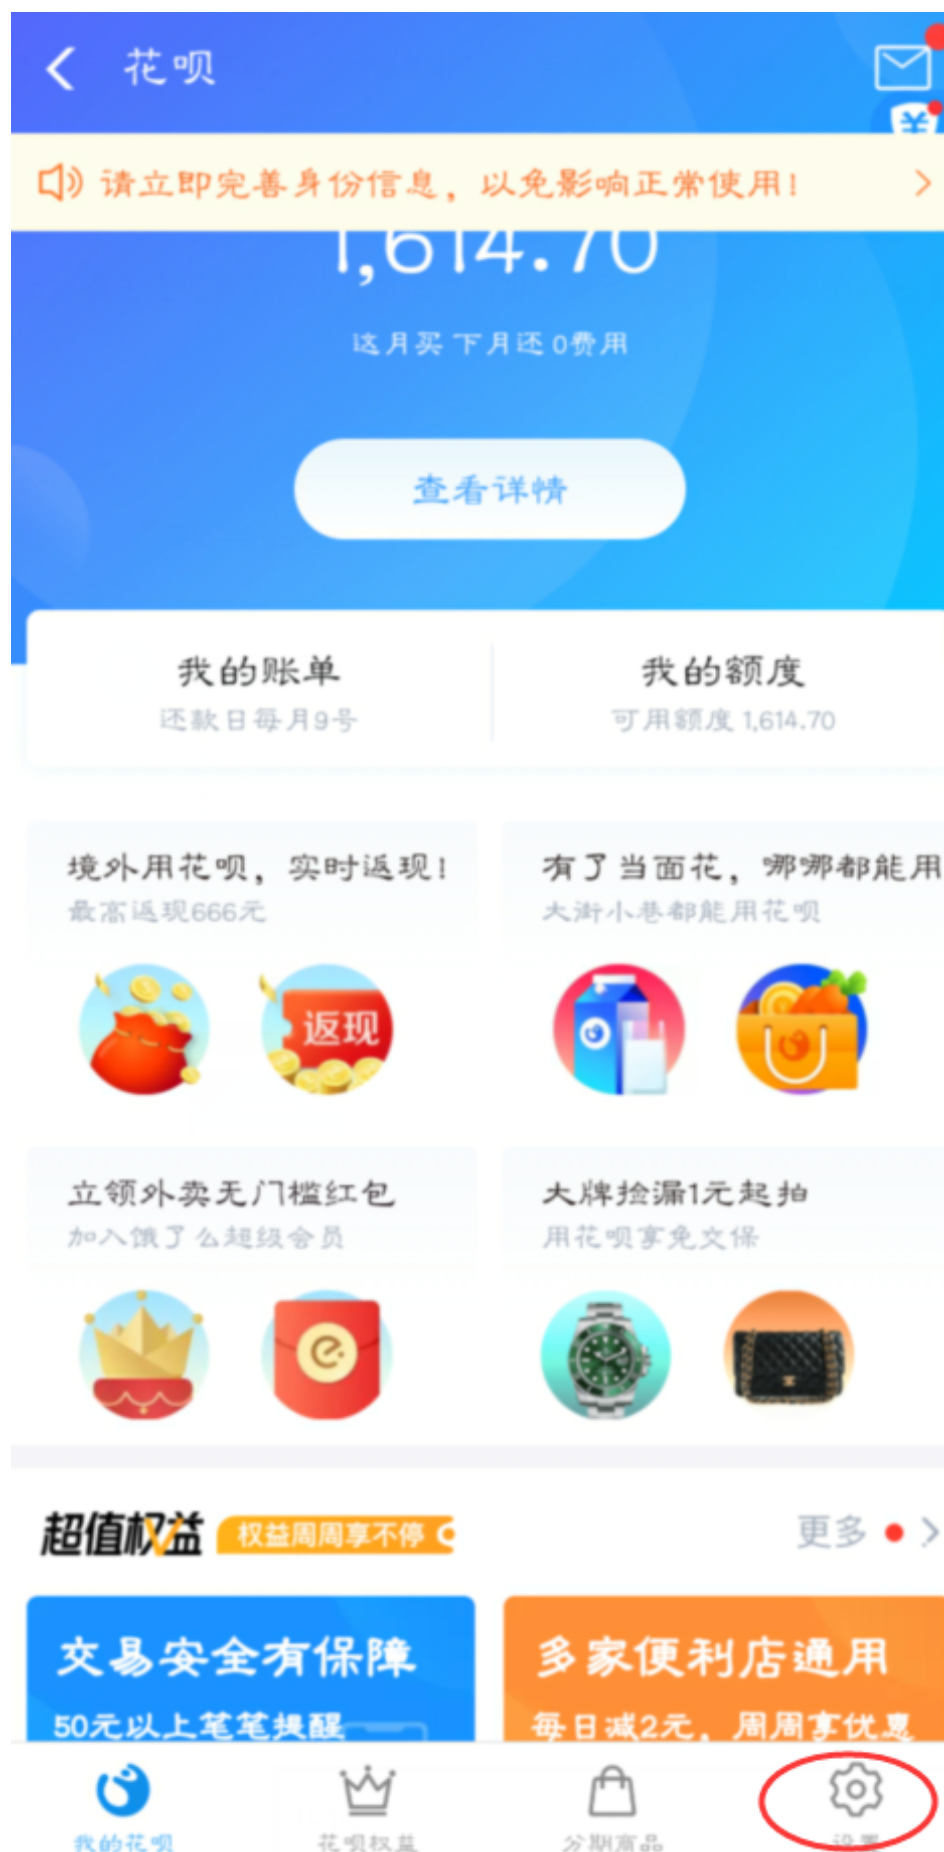 花呗
请立即完善身份信息，以免影响正常使用！
1,614.70
这月买 下月还 0费用
查看详情
我的账单
我的额度
还款日每月9号
可用额度 1,614.70
境外用花呗，实时返现！
有了当面花，哪哪都能用
最高返现666元
大街小巷都能用花呗
返现
立领外卖无门槛红包
大牌捡漏1元起拍
加入饿了么超级会员
用花呗享免文保
超值权益
权益周周享不停
更多
交易安全有保障
多家便利店通用
50元以上笔笔提醒
每日减2元，周周享优惠
我的花呗
花呗权益
分期商品
设置